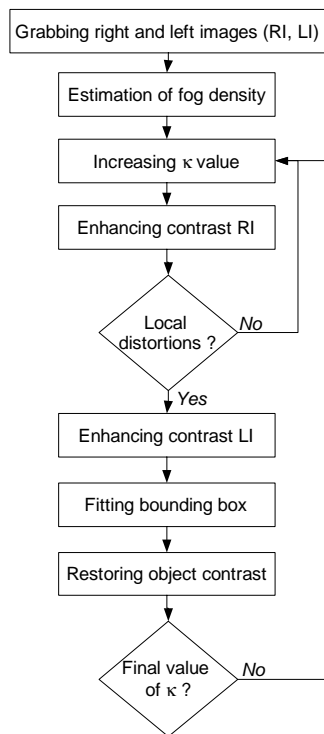 Grabbing right and left images (RI, LI)
Estimation of fog density
Increasing κ value
Enhancing contrast RI
Local
distortions ?
No
Yes
Enhancing contrast LI
Fitting bounding box
Restoring object contrast
Final value
of κ ?
No